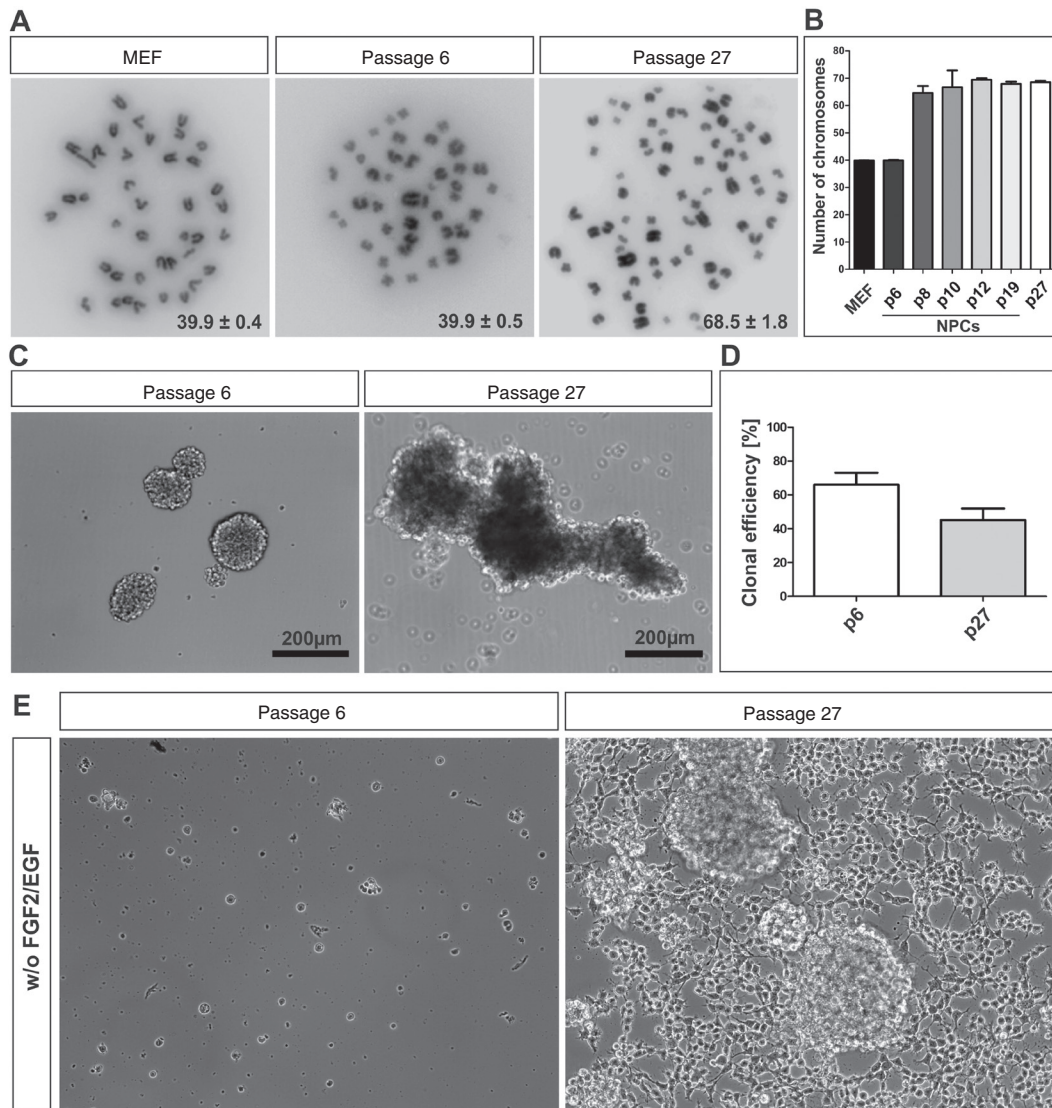 A
MEF
Passage 6
Passage 27
39.9 ± 0.4
39.9 ± 0.5
68.5 ± 1.8
B
Number of chromosomes
80
70
60
50
40
30
20
10
0
MEF
p6
p8
p10
p12
p19
p27
NPCs
C
Passage 6
Passage 27
200µm
200µm
D
Clonal efficiency [%]
100
80
60
40
20
0
p6
p27
E
Passage 6
Passage 27
w/o FGF2/EGF